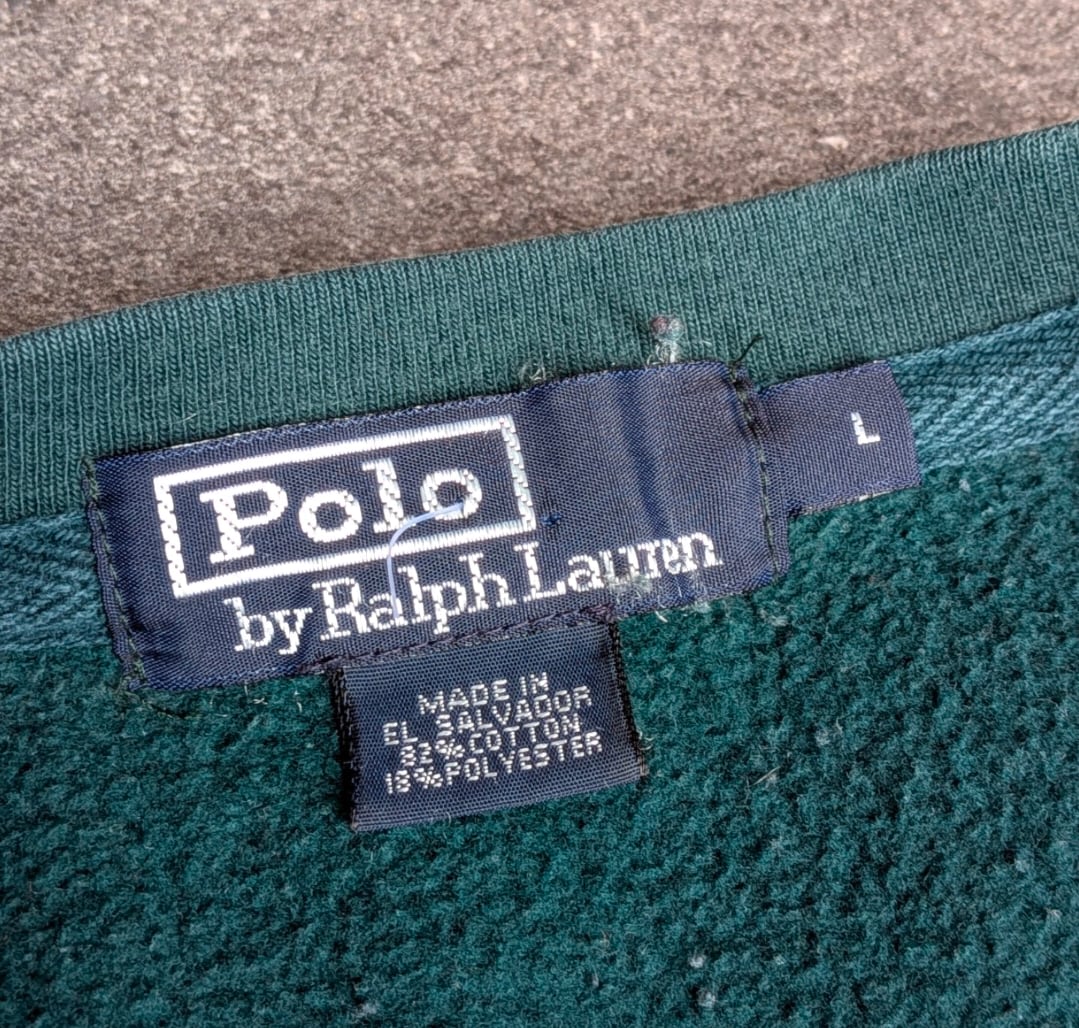 Polo
by Ralph Lauren
L
MADE IN
EL SALVADOR
82% COTTON
18% POLYESTER